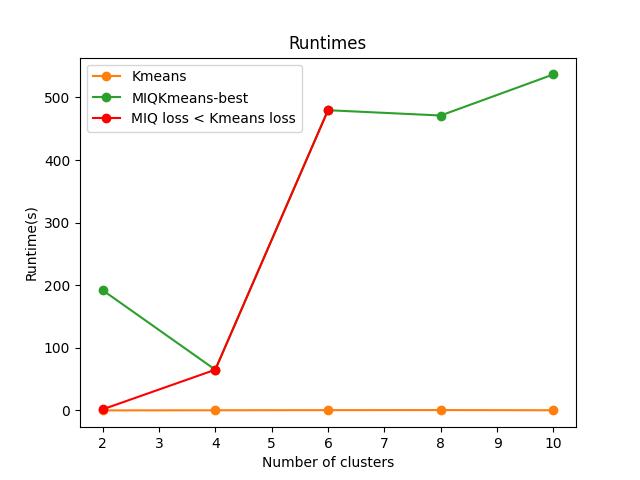 Runtimes
Kmeans
MIQKmeans-best
MIQ loss < Kmeans loss
500
400
300
200
100
0
Runtime(s)
2 3 4 5 6 7 8 9 10
Number of clusters